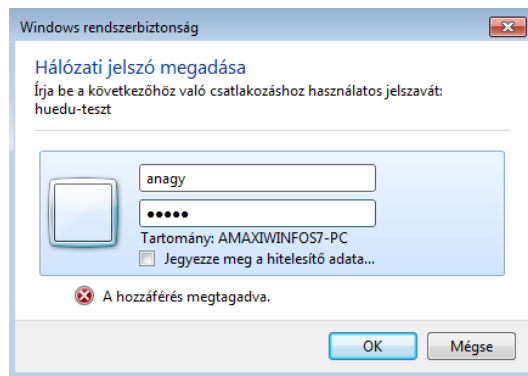 Windows rendszerbiztonság
Hálózati jelszó megadása
Írja be a következőhöz való csatlakozáshoz használatos jelszavát:
huedu-teszt
anagy
●●●●●
Tartomány: AMAXIWINFOS7-PC
Jegyezze meg a hitelesítő adata...
A hozzáférés megtagadva.
OK
Mégse